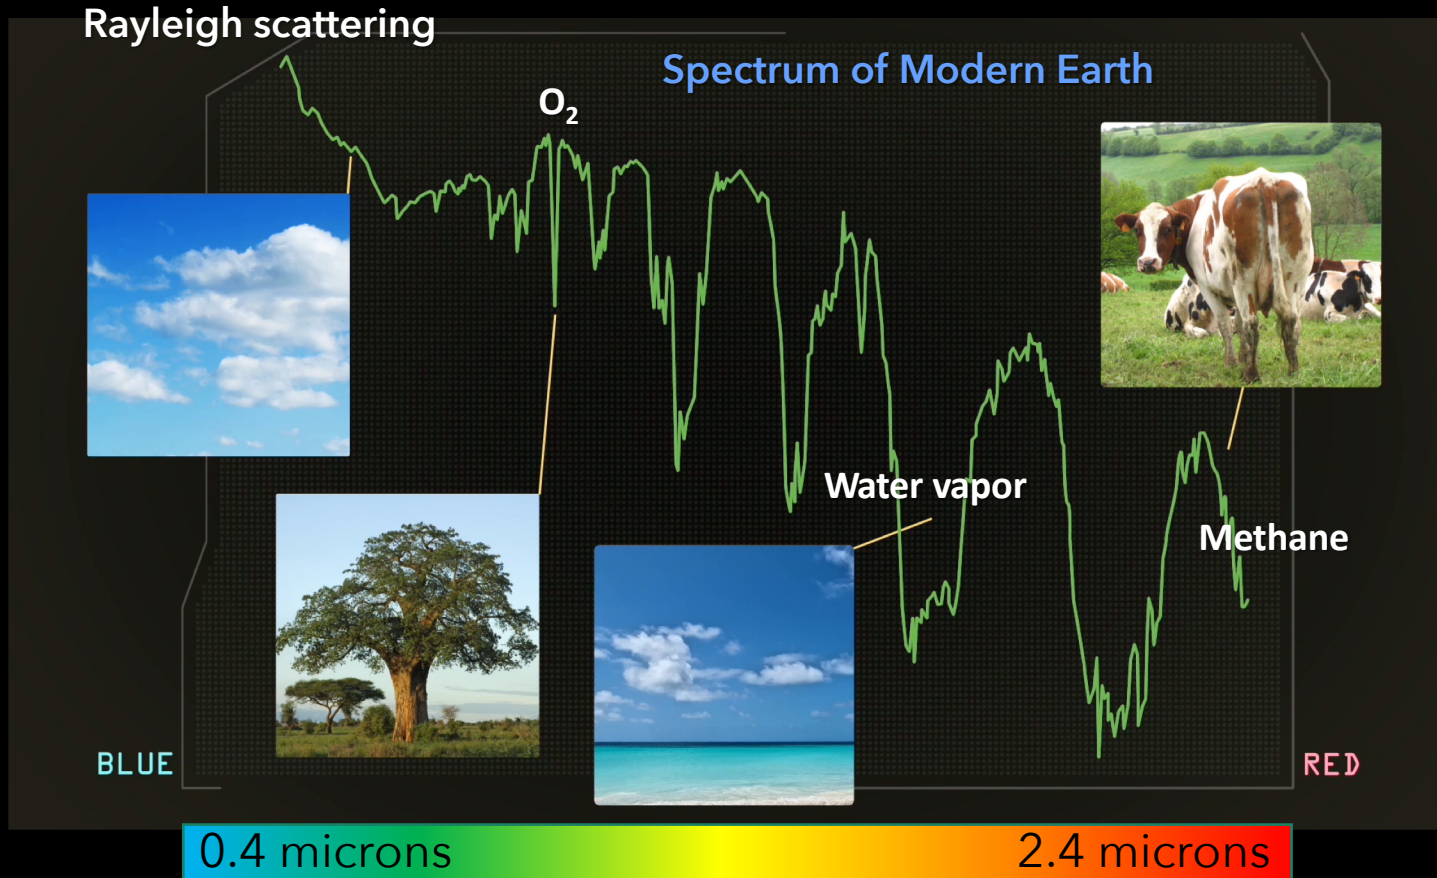 Rayleigh scattering
Spectrum of Modern Earth
O₂
Water vapor
Methane
BLUE
RED
0.4 microns
2.4 microns